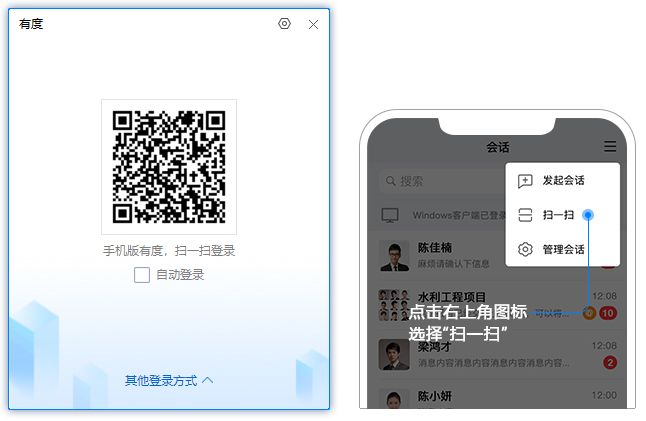 有度
手机版有度，扫一扫登录
自动登录
其他登录方式
会话
搜索
发起会话
扫一扫
管理会话
Windows客户端已登录
陈佳楠
麻烦请确认下信息
水利工程项目
12:08
可以将...
10
点击右上角图标
选择“扫一扫”
梁鸿才
12:08
消息内容消息内容消息内容消息内容...
2
陈小妍
12:00